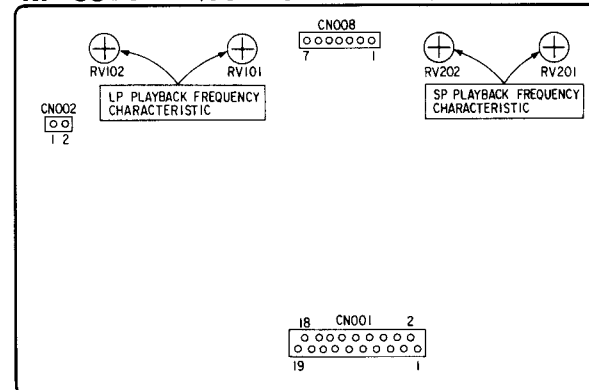 CN008
7 1
RV102 RV101
RV202 RV201
LP PLAYBACK FREQUENCY
CHARACTERISTIC
SP PLAYBACK FREQUENCY
CHARACTERISTIC
CN002
1 2
18 CN001 2
19 1